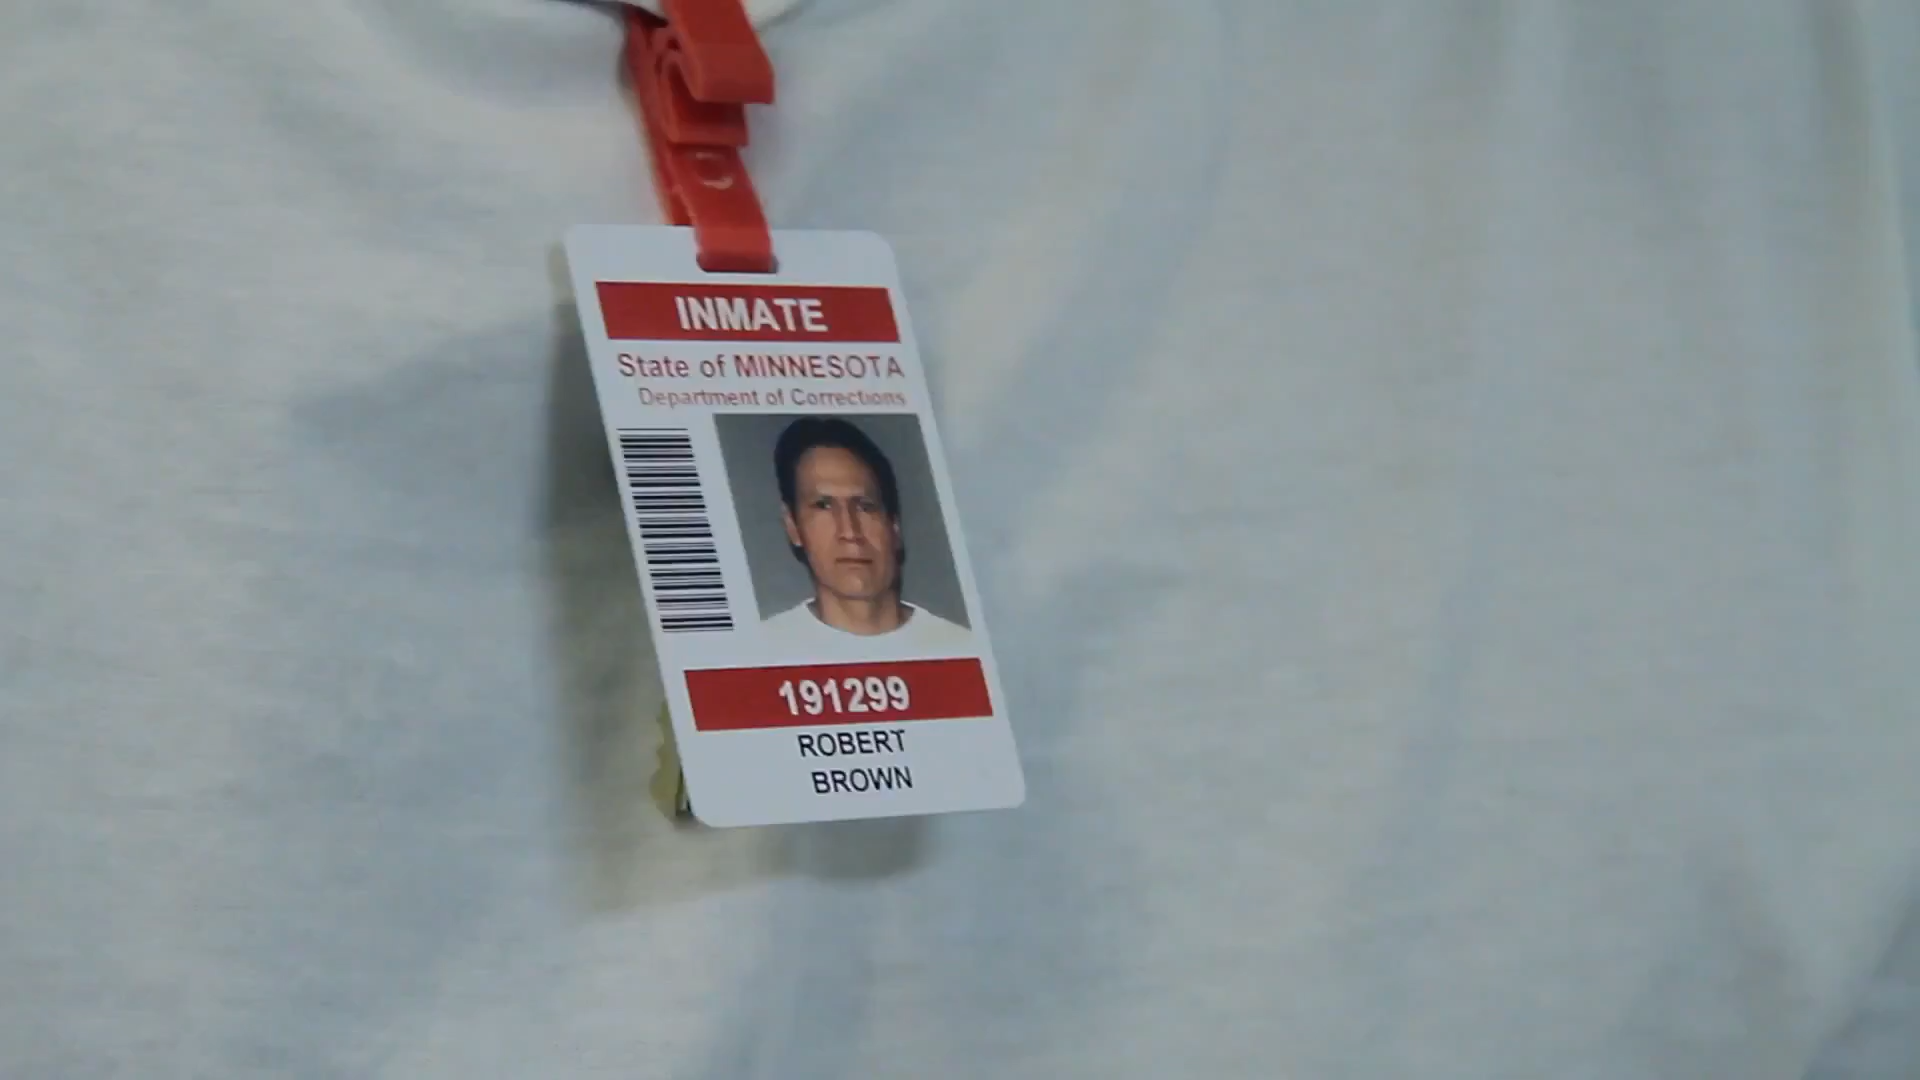 INMATE
State of MINNESOTA
Department of Corrections
191299
ROBERT
BROWN